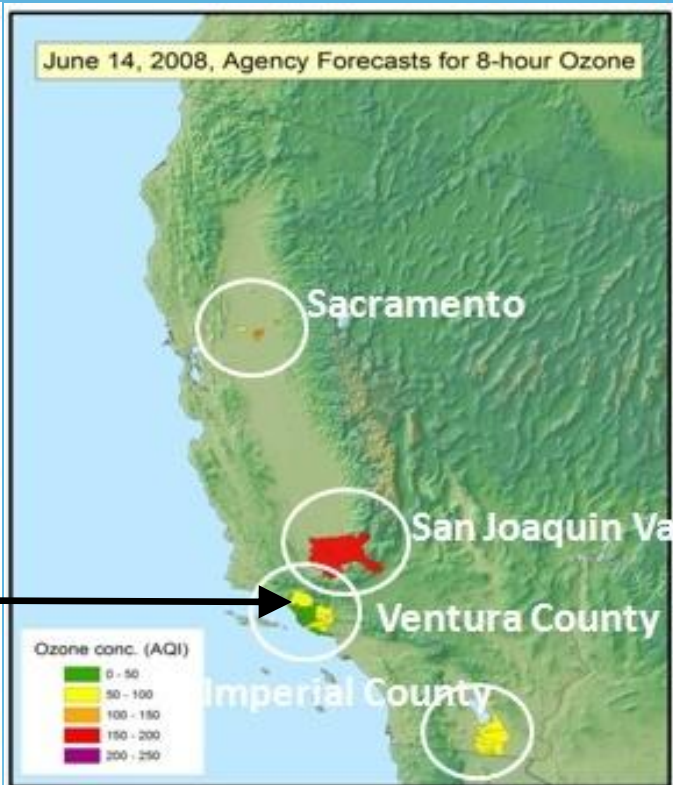 June 14, 2008, Agency Forecasts for 8-hour Ozone
Sacramento
San Joaquin Va
Ventura County
Imperial County
Ozone conc. (AQI)
0 - 50
50 - 100
100 - 150
150 - 200
200 - 250